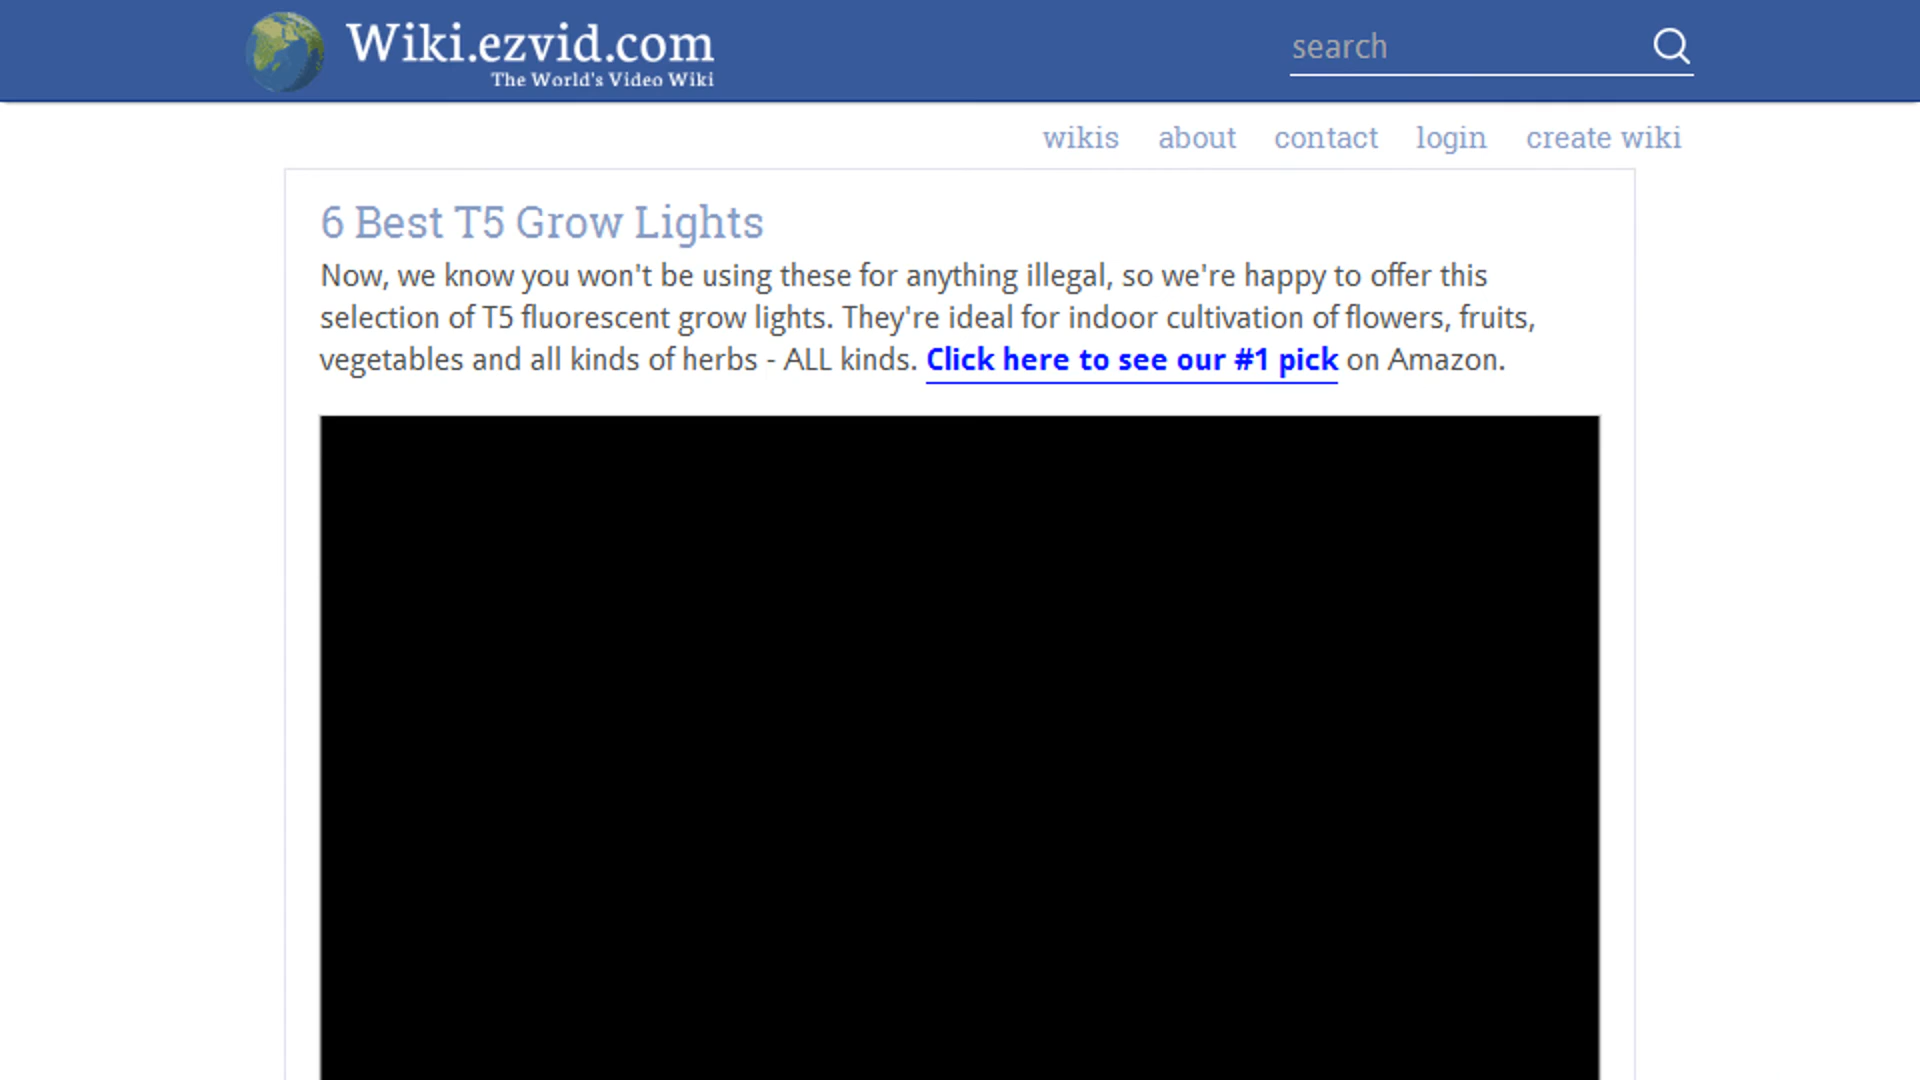 Wiki.ezvid.com
The World's Video Wiki
search
wikis about contact login create wiki
6 Best T5 Grow Lights
Now, we know you won't be using these for anything illegal, so we're happy to offer this
selection of T5 fluorescent grow lights. They're ideal for indoor cultivation of flowers, fruits,
vegetables and all kinds of herbs - ALL kinds. Click here to see our #1 pick on Amazon.